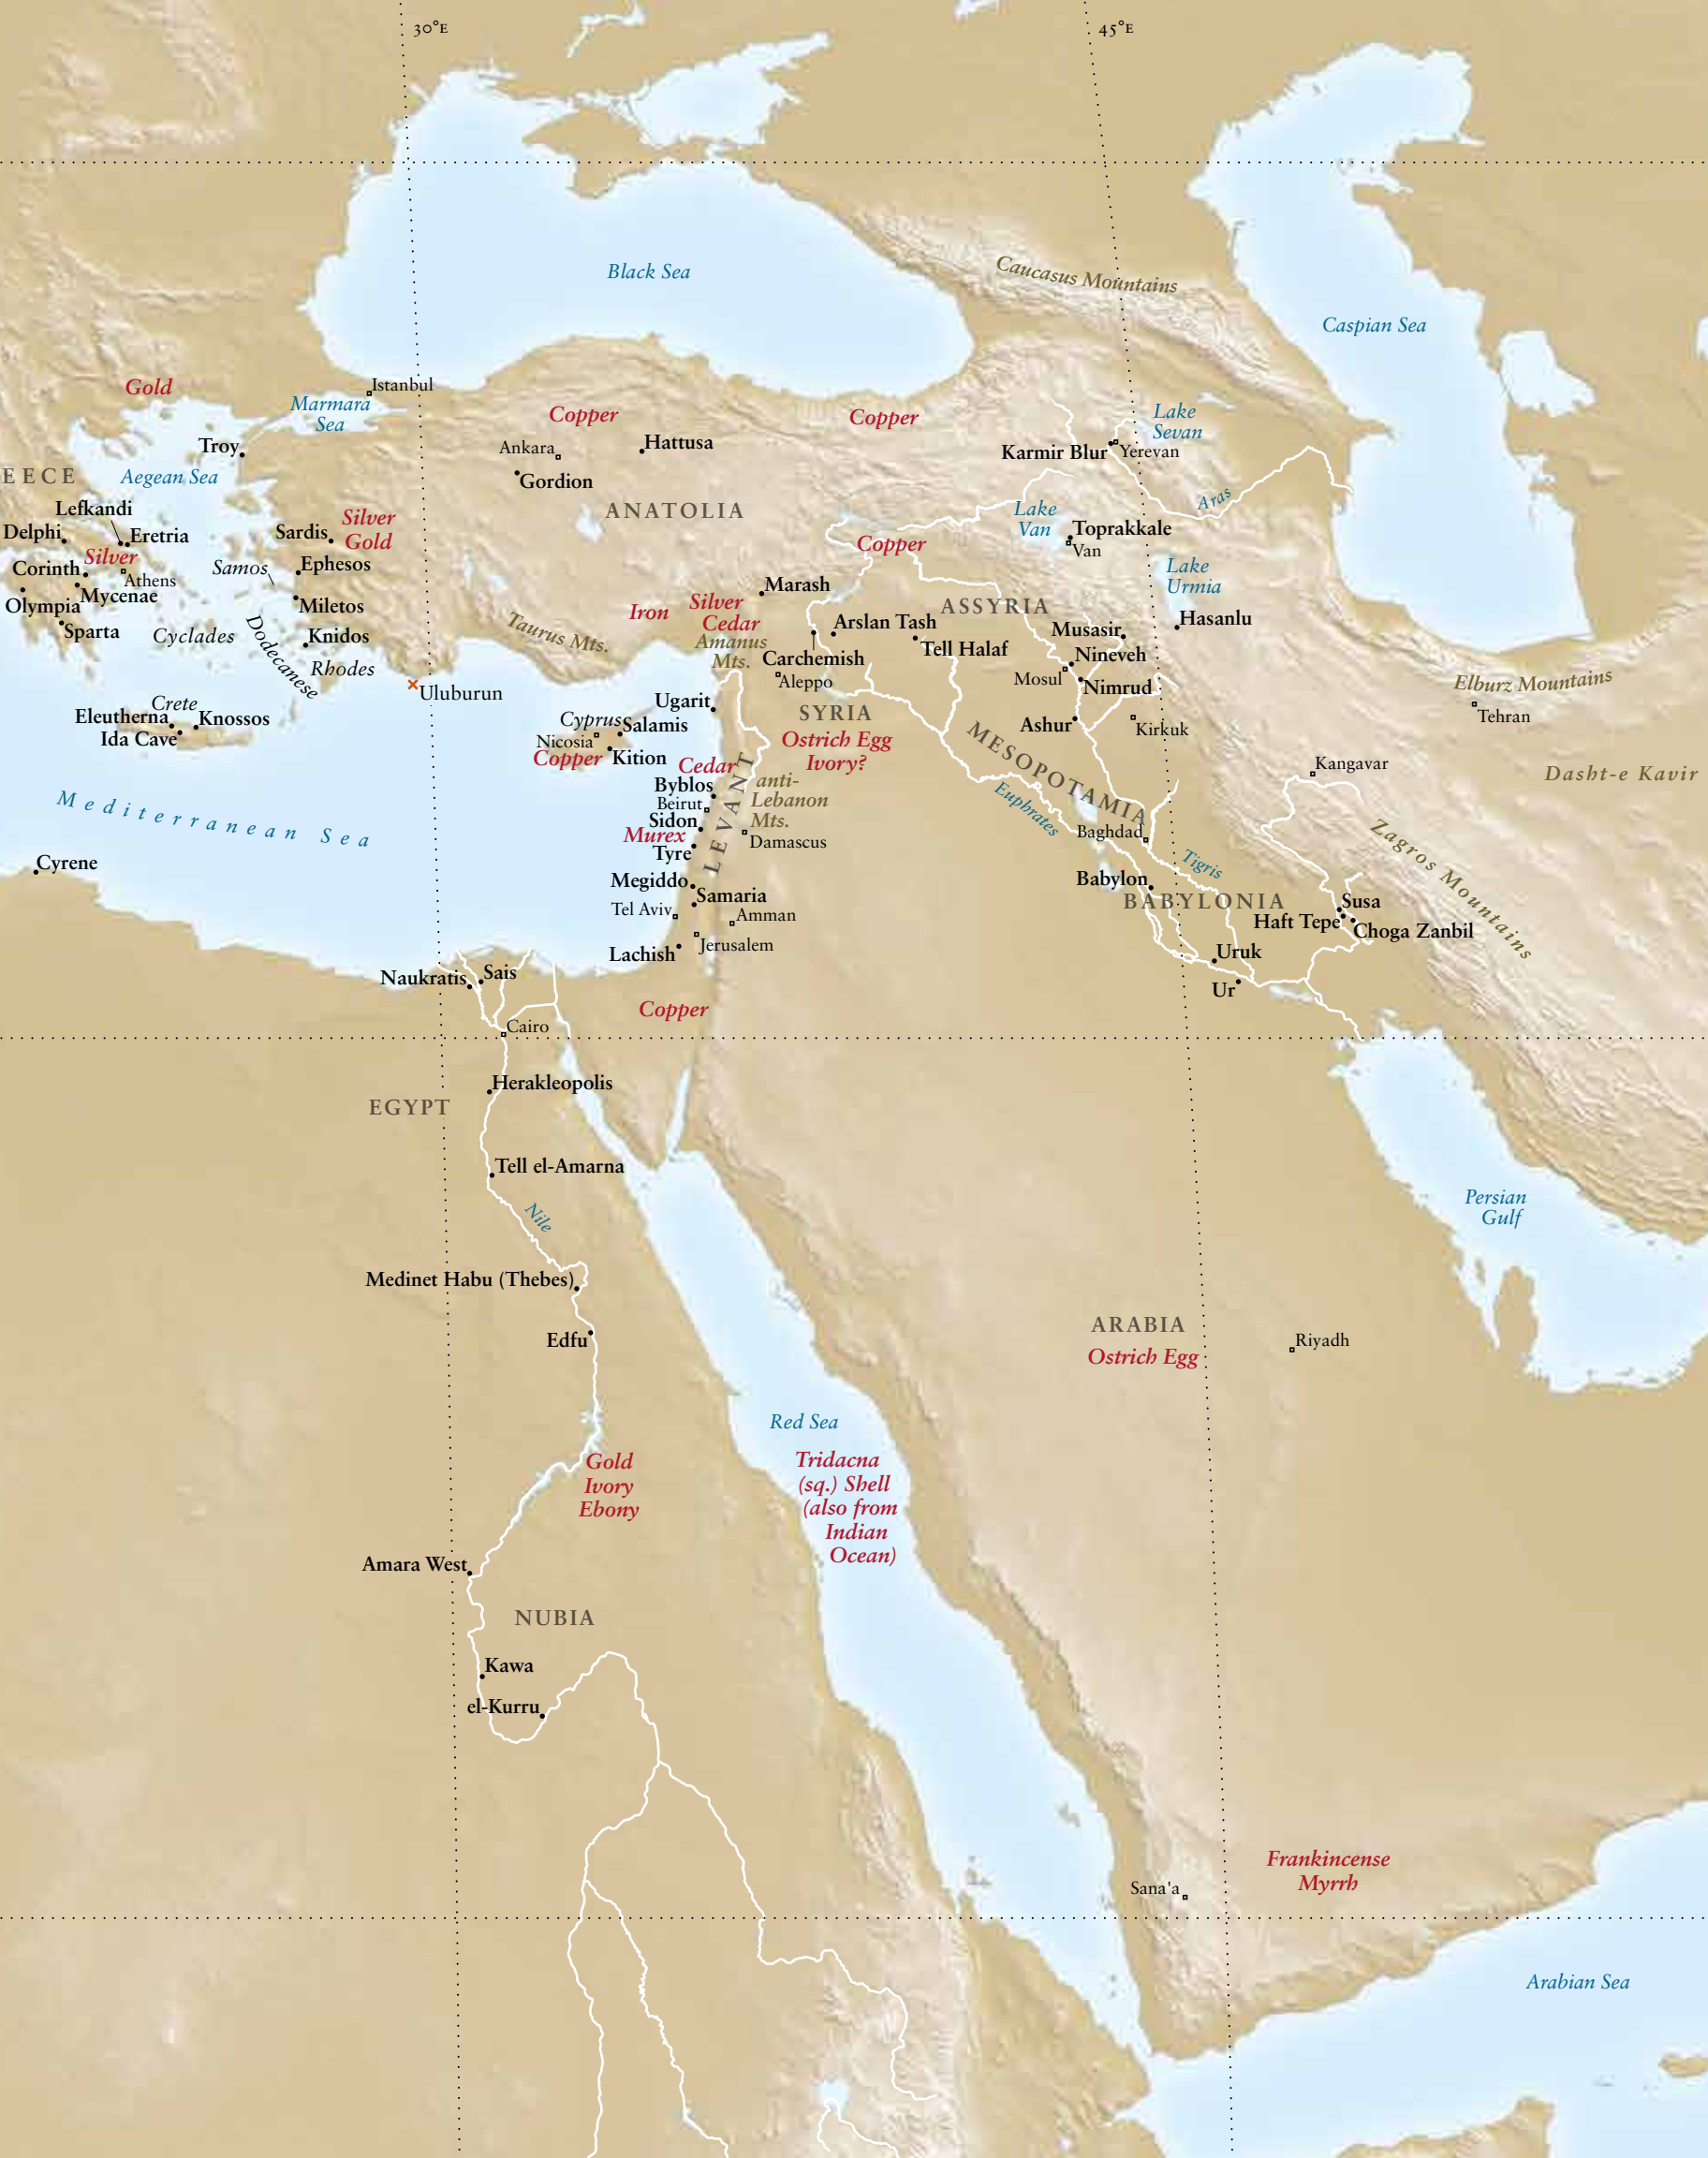 30°E
45°E
Black Sea
Caucasus Mountains
Caspian Sea
Gold
Istanbul
Marmara
Sea
Copper
Copper
Lake
Sevan
Troy
Ankara
Hattusa
Karmir Blur
Yerevan
EECE
Aegean Sea
Gordion
Aras
Lefkandi
ANATOLIA
Lake
Van
Delphi
Eretria
Sardis
Silver
Gold
Toprakkale
Van
Silver
Copper
Corinth
Athens
Samos
Ephesos
Lake
Urmia
Mycenae
Marash
Olympia
Miletos
Iron
Silver
Cedar
ASSYRIA
Sparta
Cyclades
Dodecanese
Knidos
Taurus Mts.
Amanus
Mts.
Arslan Tash
Musasir
Hasanlu
Tell Halaf
Rhodes
Carchemish
Nineveh
Aleppo
Mosul
Nimrud
Elburz Mountains
Uluburun
Crete
Ugarit
Eleutherna
Knossos
Cyprus
Salamis
SYRIA
Ashur
Kirkuk
Tehran
Ida Cave
Nicosia
Ostrich Egg
Ivory?
MESOPOTAMIA
Copper
Kition
Cedar
Kangavar
Dasht-e Kavir
Byblos
anti-
Lebanon
Mts.
Euphrates
Mediterranean Sea
Beirut
Sidon
LEVANT
Murex
Damascus
Baghdad
Zagros Mountains
Cyrene
Tyre
Tigris
Megiddo
Babylon
Samaria
BABYLONIA
Susa
Tel Aviv
Amman
Haft Tepe
Choga Zanbil
Jerusalem
Lachish
Uruk
Naukratis
Sais
Ur
Copper
Cairo
Herakleopolis
EGYPT
Tell el-Amarna
Nile
Persian
Gulf
Medinet Habu (Thebes)
Edfu
ARABIA
Riyadh
Ostrich Egg
Red Sea
Gold
Ivory
Ebony
Tridacna
(sq.) Shell
(also from
Indian
Ocean)
Amara West
NUBIA
Kawa
el-Kurru
Frankincense
Myrrh
Sana'a
Arabian Sea